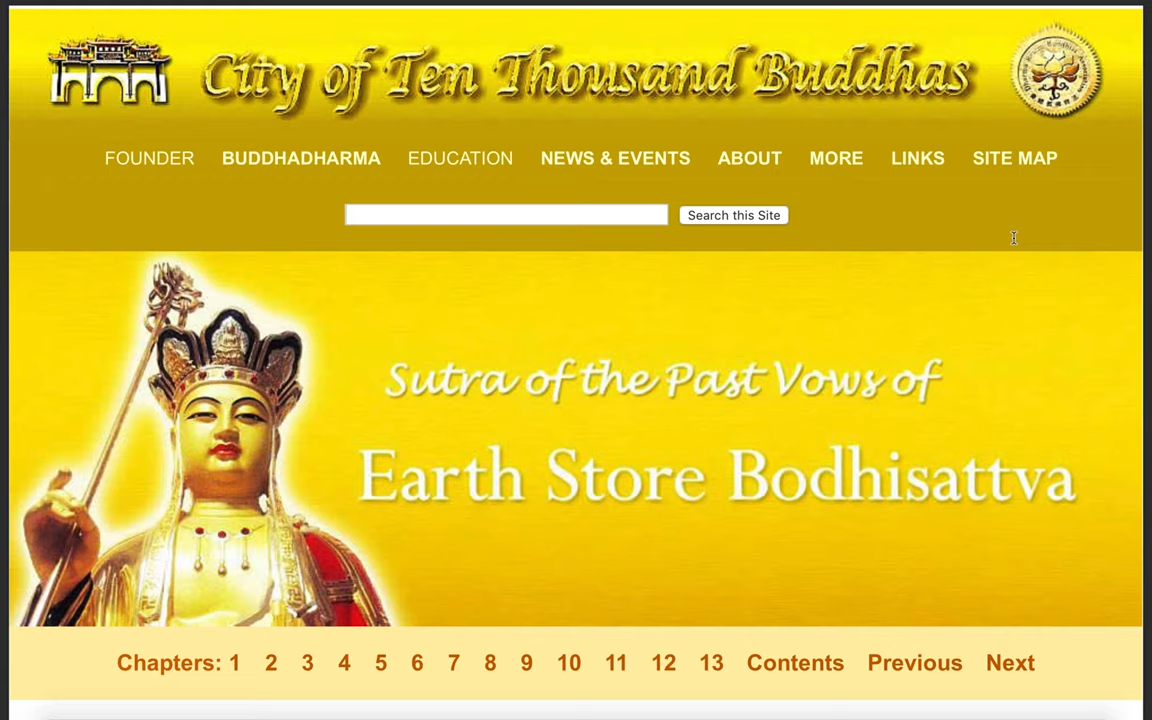 City of Ten Thousand Buddhas
FOUNDER BUDDHADHARMA EDUCATION NEWS & EVENTS ABOUT MORE LINKS SITE MAP
Search this Site
Sutra of the Past Vows of
Earth Store Bodhisattva
Chapters: 1 2 3 4 5 6 7 8 9 10 11 12 13 Contents Previous Next